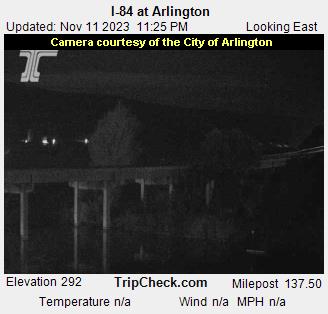 I-84 at Arlington
Updated: Nov 11 2023 11:25 PM Looking East
Camera courtesy of the City of Arlington
Elevation 292 TripCheck.com Milepost 137.50
Temperature n/a Wind n/a MPH n/a